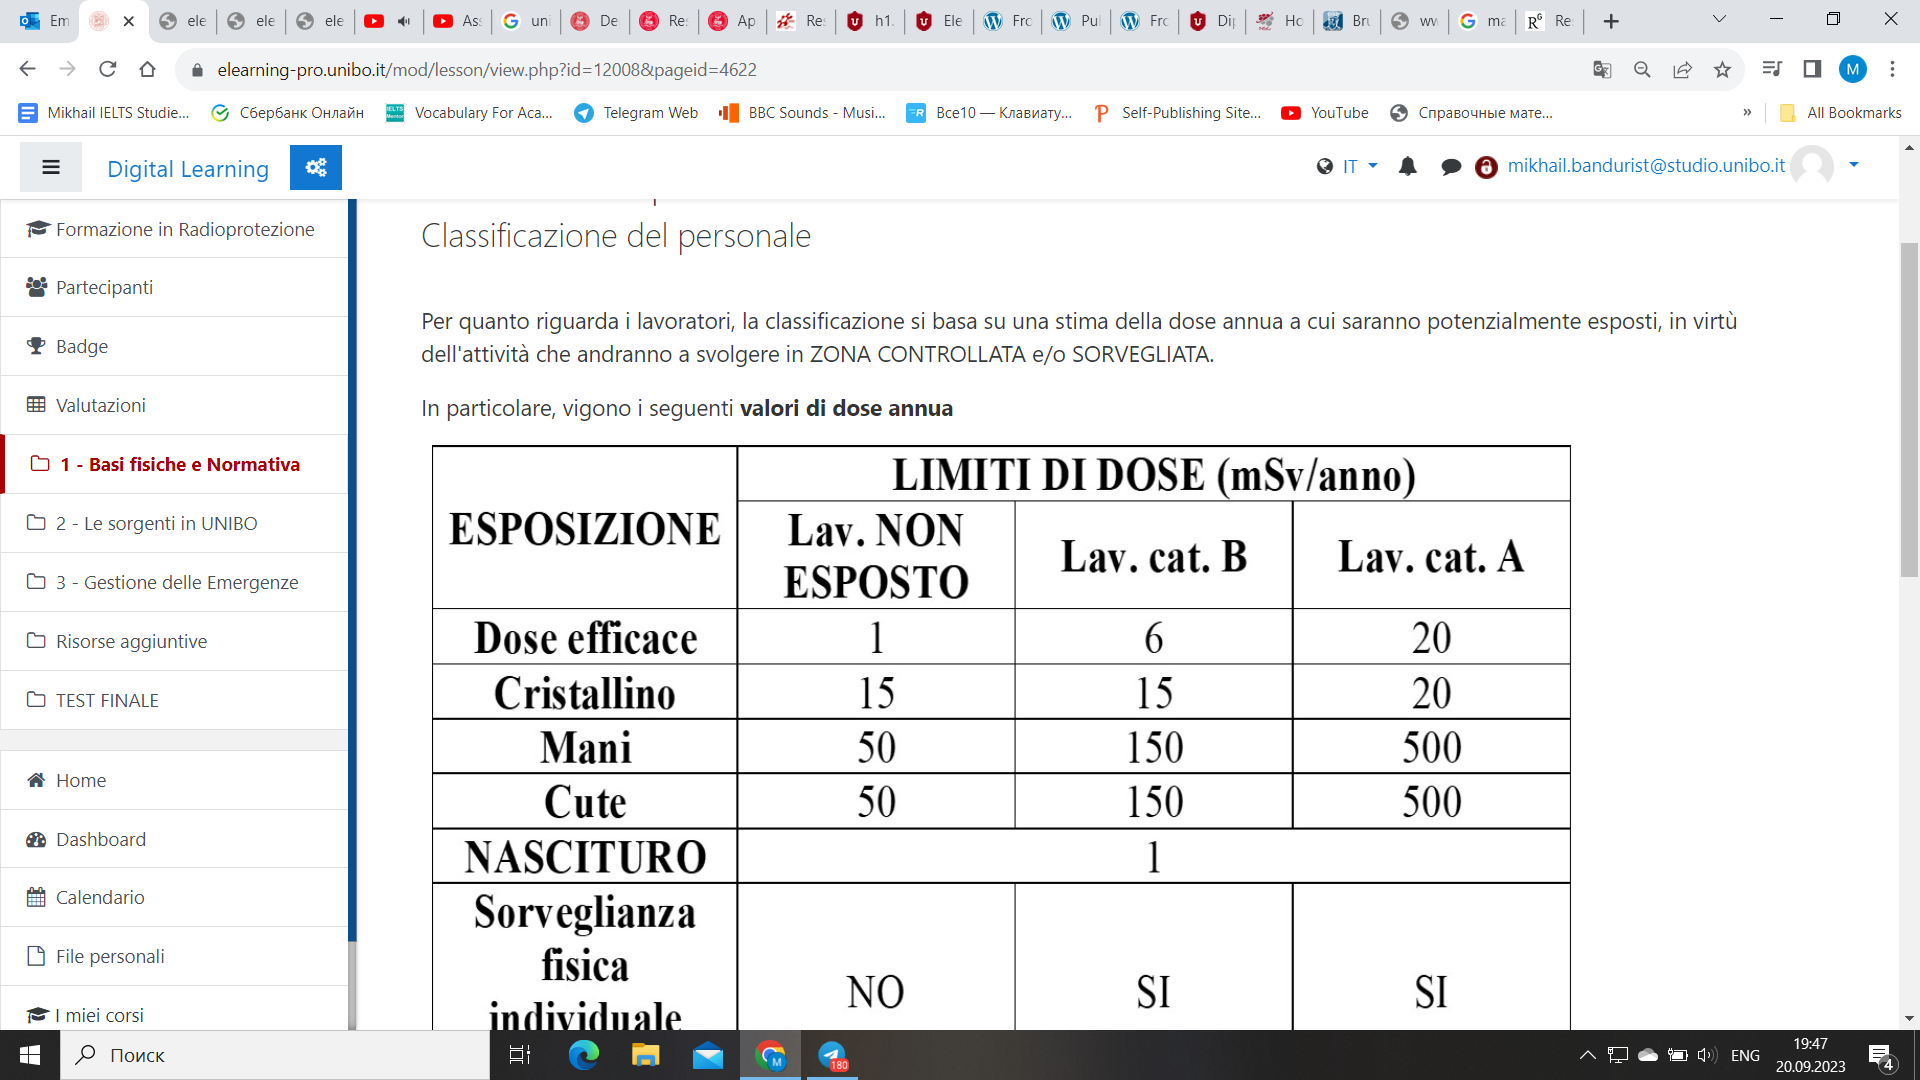 Em
ele
ele
ele
Ass
uni
De
Res
Ap
Res
h1.
Ele
Fro
Pul
Fro
Dip
Ho
Bru
ww
ma
Re
elearning-pro.unibo.it/mod/lesson/view.php?id=12008&pageid=4622
M
Mikhail IELTS Studie...
Сбербанк Онлайн
Vocabulary For Aca...
Telegram Web
BBC Sounds - Musi...
Все10 — Клавиату...
Self-Publishing Site...
YouTube
Справочные мате...
»
All Bookmarks
Digital Learning
IT
mikhail.bandurist@studio.unibo.it
Formazione in Radioprotezione
Partecipanti
Badge
Valutazioni
1 - Basi fisiche e Normativa
2 - Le sorgenti in UNIBO
3 - Gestione delle Emergenze
Risorse aggiuntive
TEST FINALE
Home
Dashboard
Calendario
File personali
I miei corsi
Classificazione del personale
Per quanto riguarda i lavoratori, la classificazione si basa su una stima della dose annua a cui saranno potenzialmente esposti, in virtù
dell'attività che andranno a svolgere in ZONA CONTROLLATA e/o SORVEGLIATA.
In particolare, vigono i seguenti valori di dose annua
LIMITI DI DOSE (mSv/anno)
ESPOSIZIONE
Lav. NON
ESPOSTO
Lav. cat. B
Lav. cat. A
Dose efficace 1 6 20
Cristallino 15 15 20
Mani 50 150 500
Cute 50 150 500
NASCITURO 1
Sorveglianza
fisica
individuale
NO SI SI
Поиск
M
180
ENG
19:47
20.09.2023
4